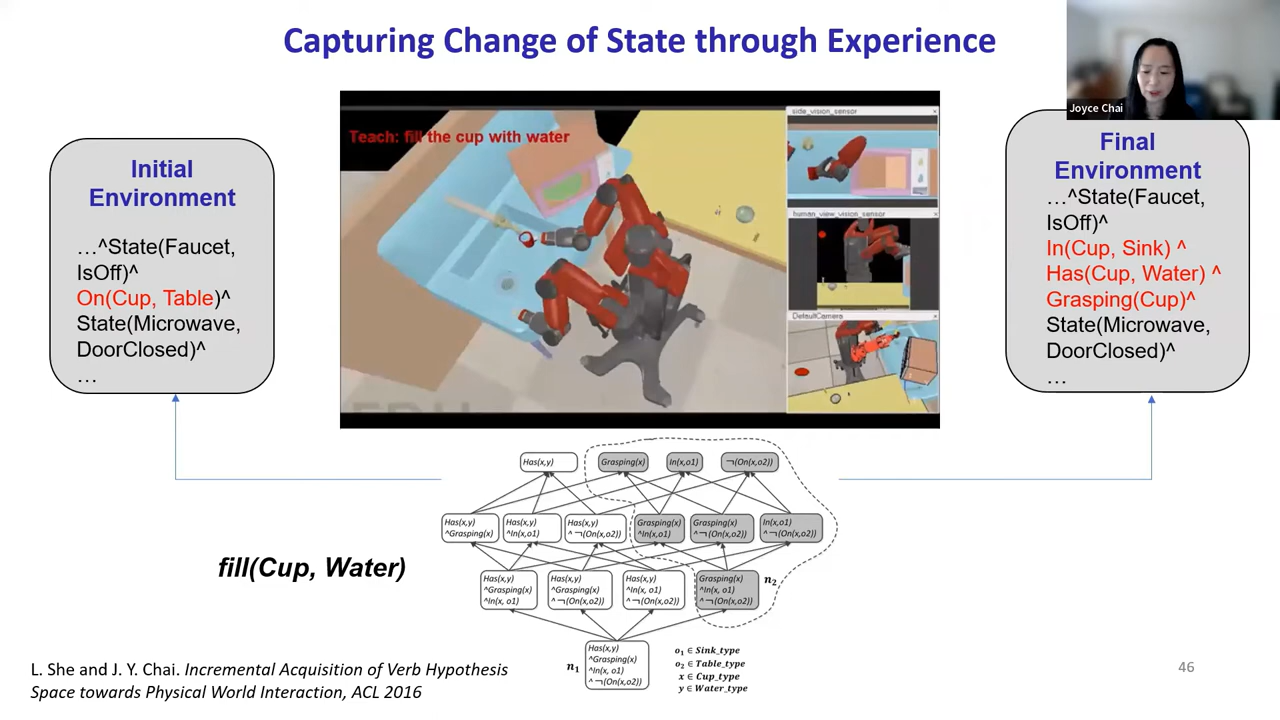 Capturing Change of State through Experience
Joyce Chai
Initial
Environment
…^State(Faucet,
IsOff)^
On(Cup, Table)^
State(Microwave,
DoorClosed)^
…
Teach: fill the cup with water
side_vision_sensor
human_view_vision_sensor
DefaultCamera
Final
Environment
…^State(Faucet,
IsOff)^
In(Cup, Sink) ^
Has(Cup, Water) ^
Grasping(Cup)^
State(Microwave,
DoorClosed)^
…
Has(x,y)
Grasping(x)
In(x,o1)
¬(On(x,o2))
Has(x,y)
^Grasping(x)
Has(x,y)
^In(x,o1)
Has(x,y)
^¬(On(x,o2))
Grasping(x)
^In(x,o1)
Grasping(x)
^¬(On(x,o2))
In(x,o1)
^¬(On(x,o2))
fill(Cup, Water)
Has(x,y)
^Grasping(x)
^In(x, o1)
Has(x,y)
^Grasping(x)
^¬(On(x,o2))
Has(x,y)
^In(x, o1)
^¬(On(x,o2))
Grasping(x)
^In(x, o1)
^¬(On(x,o2))
n₂
n₁
Has(x,y)
^Grasping(x)
^In(x, o1)
^¬(On(x,o2))
o₁ ∈ Sink_type
o₂ ∈ Table_type
x ∈ Cup_type
y ∈ Water_type
L. She and J. Y. Chai. Incremental Acquisition of Verb Hypothesis
Space towards Physical World Interaction, ACL 2016
46